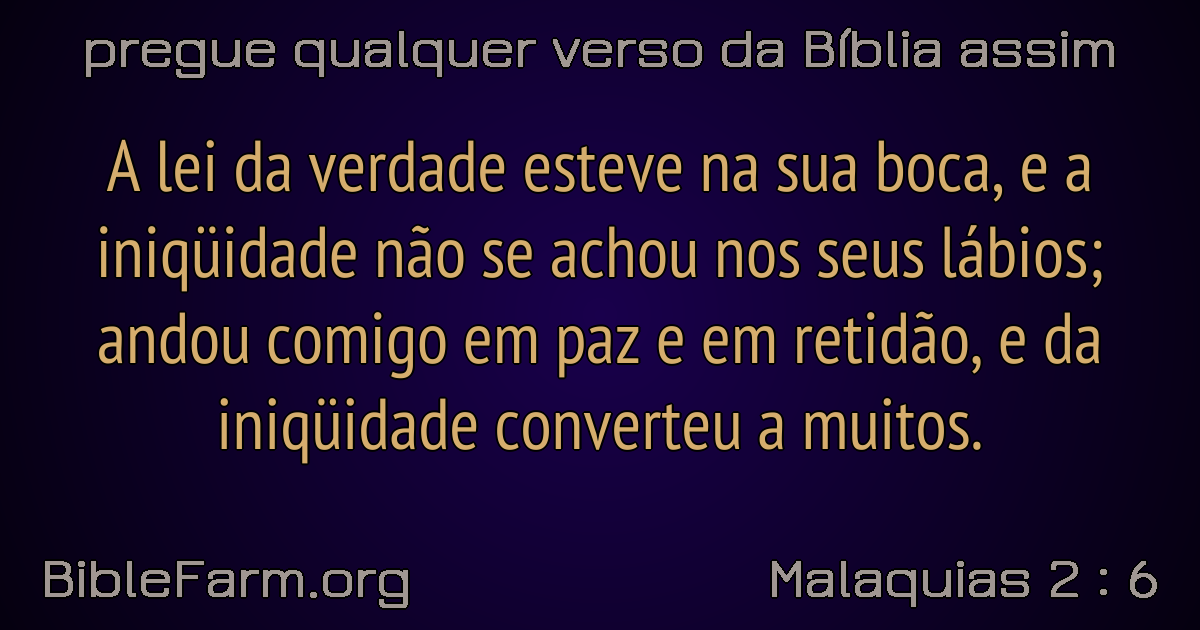 pregue qualquer verso da Bíblia assim
A lei da verdade esteve na sua boca, e a
iniqüidade não se achou nos seus lábios;
andou comigo em paz e em retidão, e da
iniqüidade converteu a muitos.
BibleFarm.org
Malaquias 2 : 6